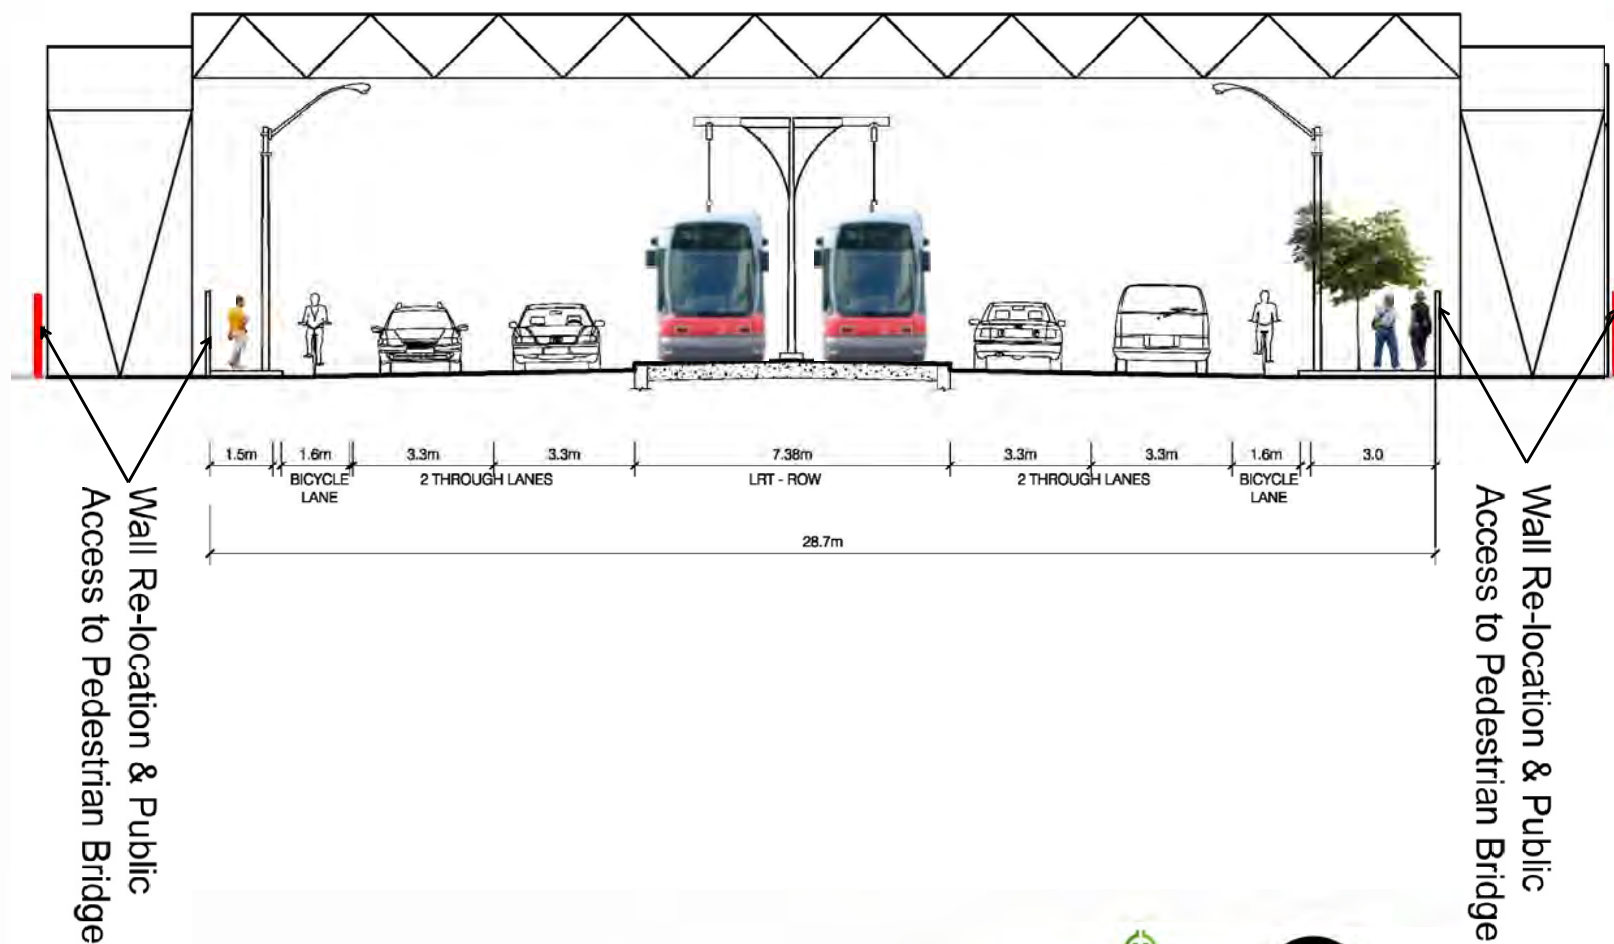 1.5m 1.6m 3.3m 3.3m 7.38m 3.3m 3.3m 1.6m 3.0
BICYCLE LANE
2 THROUGH LANES
LRT - ROW
2 THROUGH LANES
BICYCLE LANE
28.7m
Wall Re-location & Public
Access to Pedestrian Bridge
Wall Re-location & Public
Access to Pedestrian Bridge